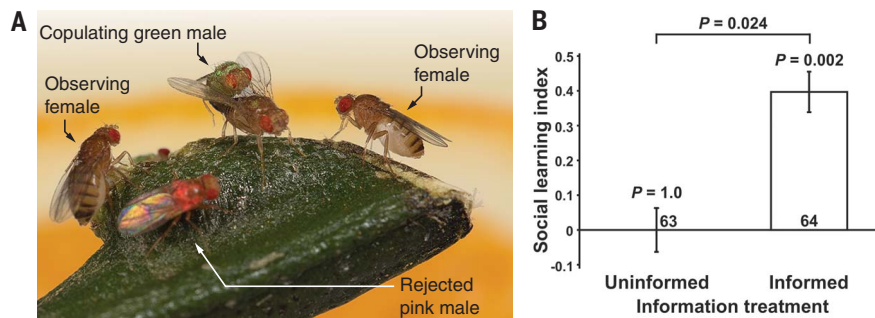 A
Copulating green male
Observing
female
Observing
female
Rejected
pink male
B
P = 0.024
P = 0.002
P = 1.0
Social learning index
0.5
0.4
0.3
0.2
0.1
0
-0.1
63
64
Uninformed
Informed
Information treatment